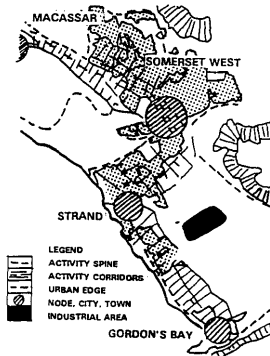 MACASSAR
SOMERSET WEST
STRAND
LEGEND
ACTIVITY SPINE
ACTIVITY CORRIDORS
URBAN EDGE
NODE, CITY, TOWN
INDUSTRIAL AREA
GORDON'S BAY